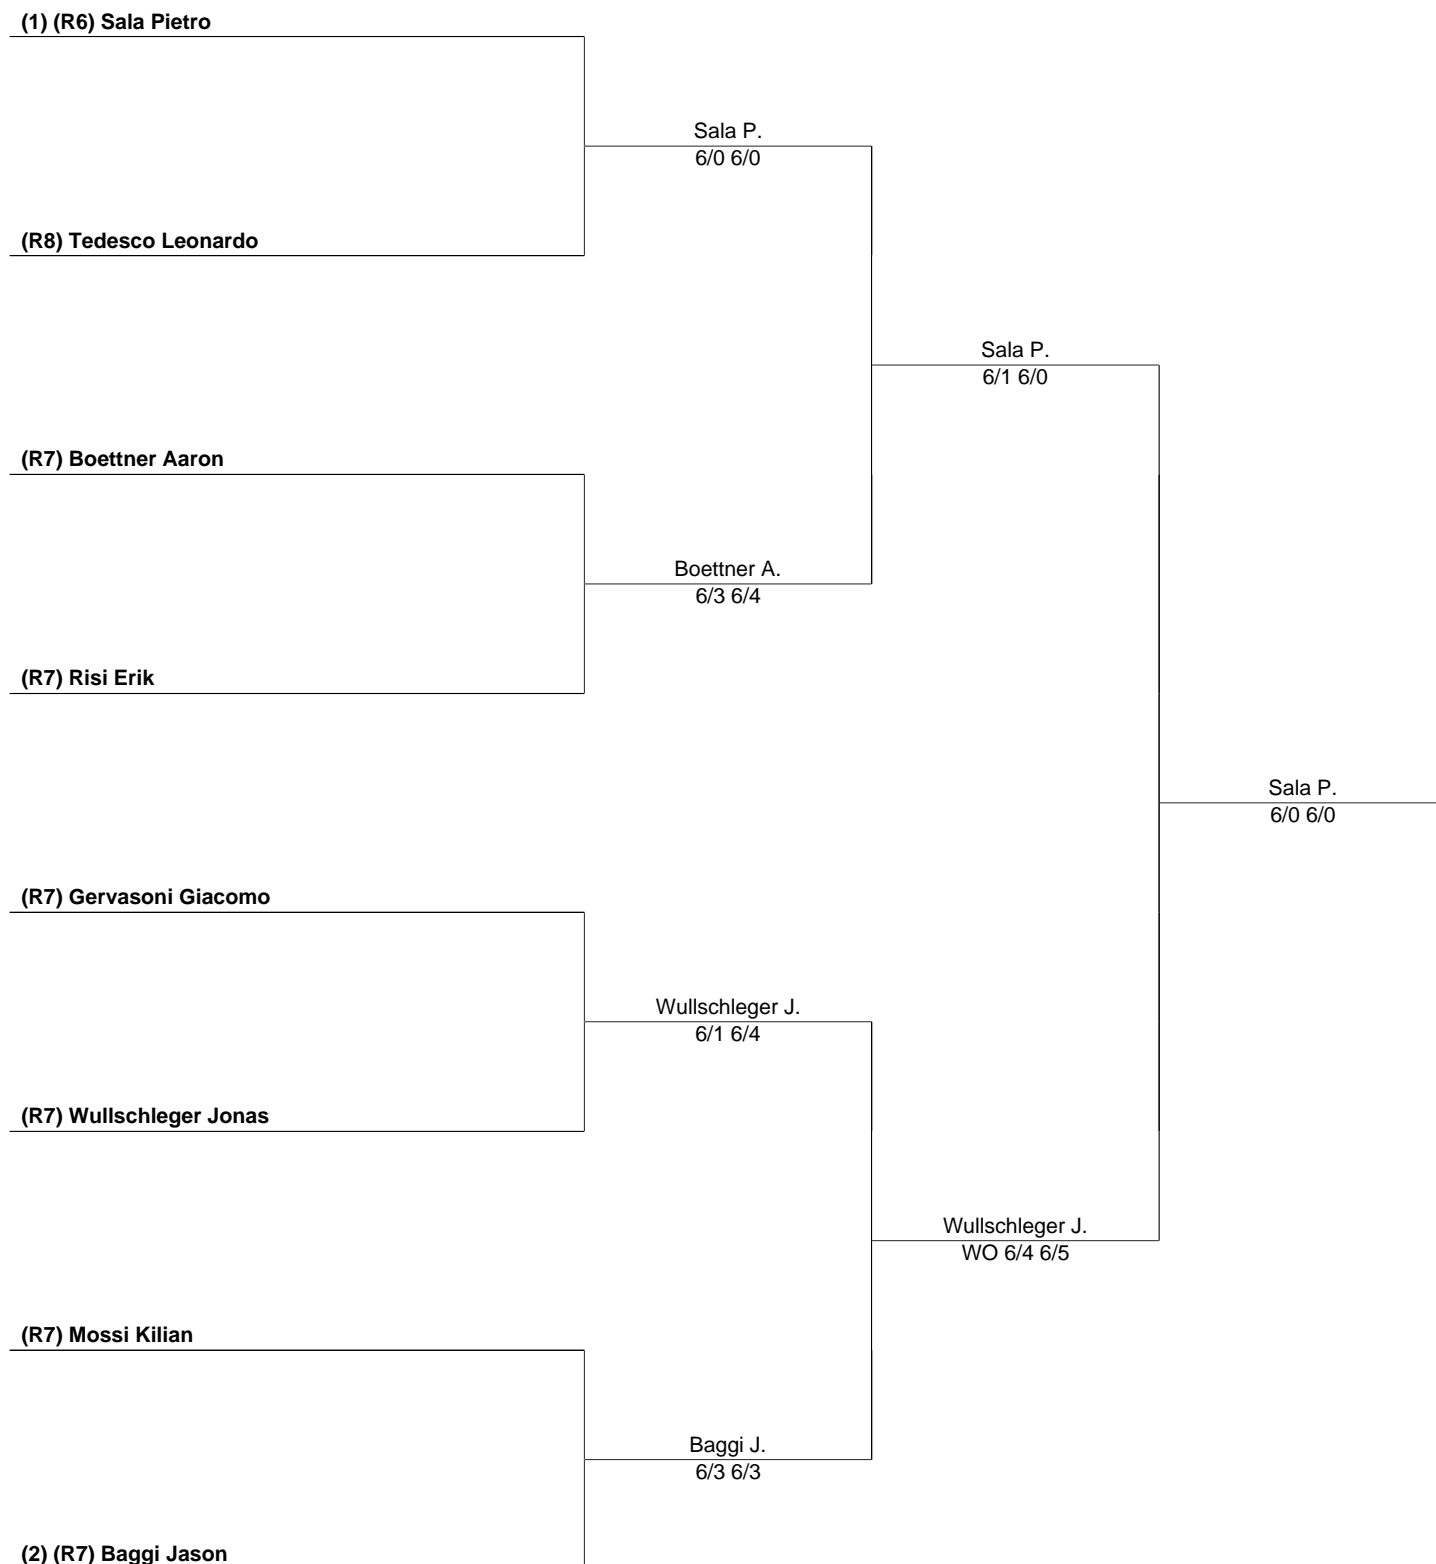 (1) (R6) Sala Pietro
Sala P.
6/0 6/0
(R8) Tedesco Leonardo
Sala P.
6/1 6/0
(R7) Boettner Aaron
Boettner A.
6/3 6/4
(R7) Risi Erik
Sala P.
6/0 6/0
(R7) Gervasoni Giacomo
Wullschleger J.
6/1 6/4
(R7) Wullschleger Jonas
Wullschleger J.
WO 6/4 6/5
(R7) Mossi Kilian
Baggi J.
6/3 6/3
(2) (R7) Baggi Jason